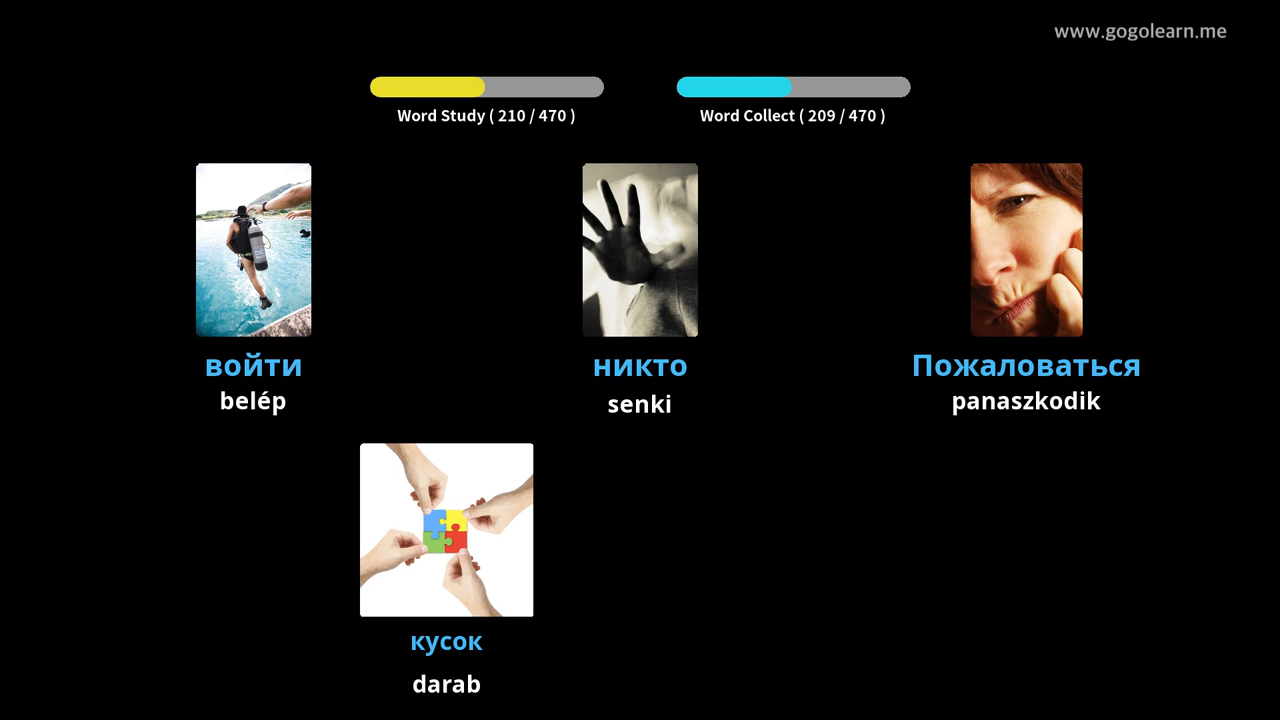 www.gogolearn.me
Word Study ( 210 / 470 )
Word Collect ( 209 / 470 )
войти
никто
Пожаловаться
belép
senki
panaszkodik
кусок
darab